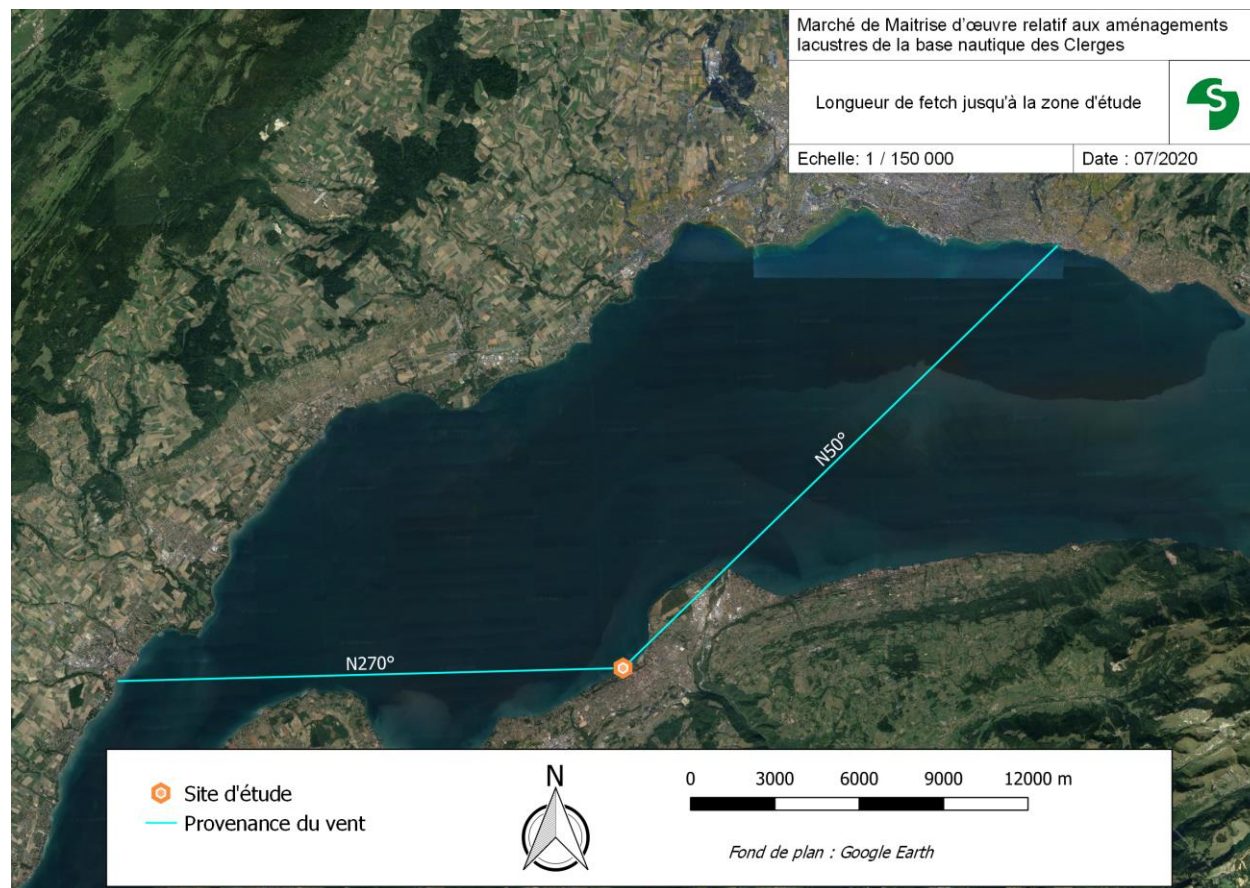 Marché de Maitrise d'œuvre relatif aux aménagements
lacustres de la base nautique des Clerges
Longueur de fetch jusqu'à la zone d'étude
S
Echelle: 1 / 150 000
Date : 07/2020
N50°
N270°
Site d'étude
Provenance du vent
N
0 3000 6000 9000 12000 m
Fond de plan : Google Earth